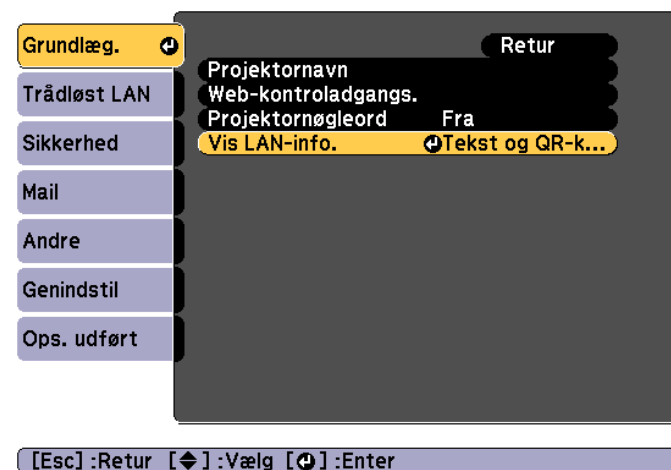 Grundlæg.
Retur
Projektornavn
Trådløst LAN
Web-kontroladgangs.
Projektornøgleord Fra
Sikkerhed
Vis LAN-info. Tekst og QR-k...
Mail
Andre
Genindstil
Ops. udført
[Esc] :Retur [ ] :Vælg [ ] :Enter